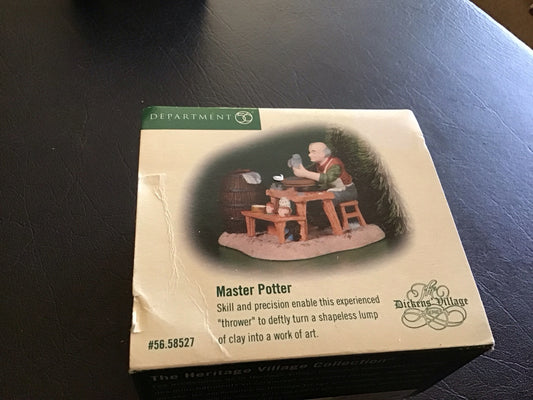 DEPARTMENT 56
Master Potter
Skill and precision enable this experienced
"thrower" to deftly turn a shapeless lump
of clay into a work of art.
#56.58527
The
Dickens' Village
Series
The Heritage Village Collection